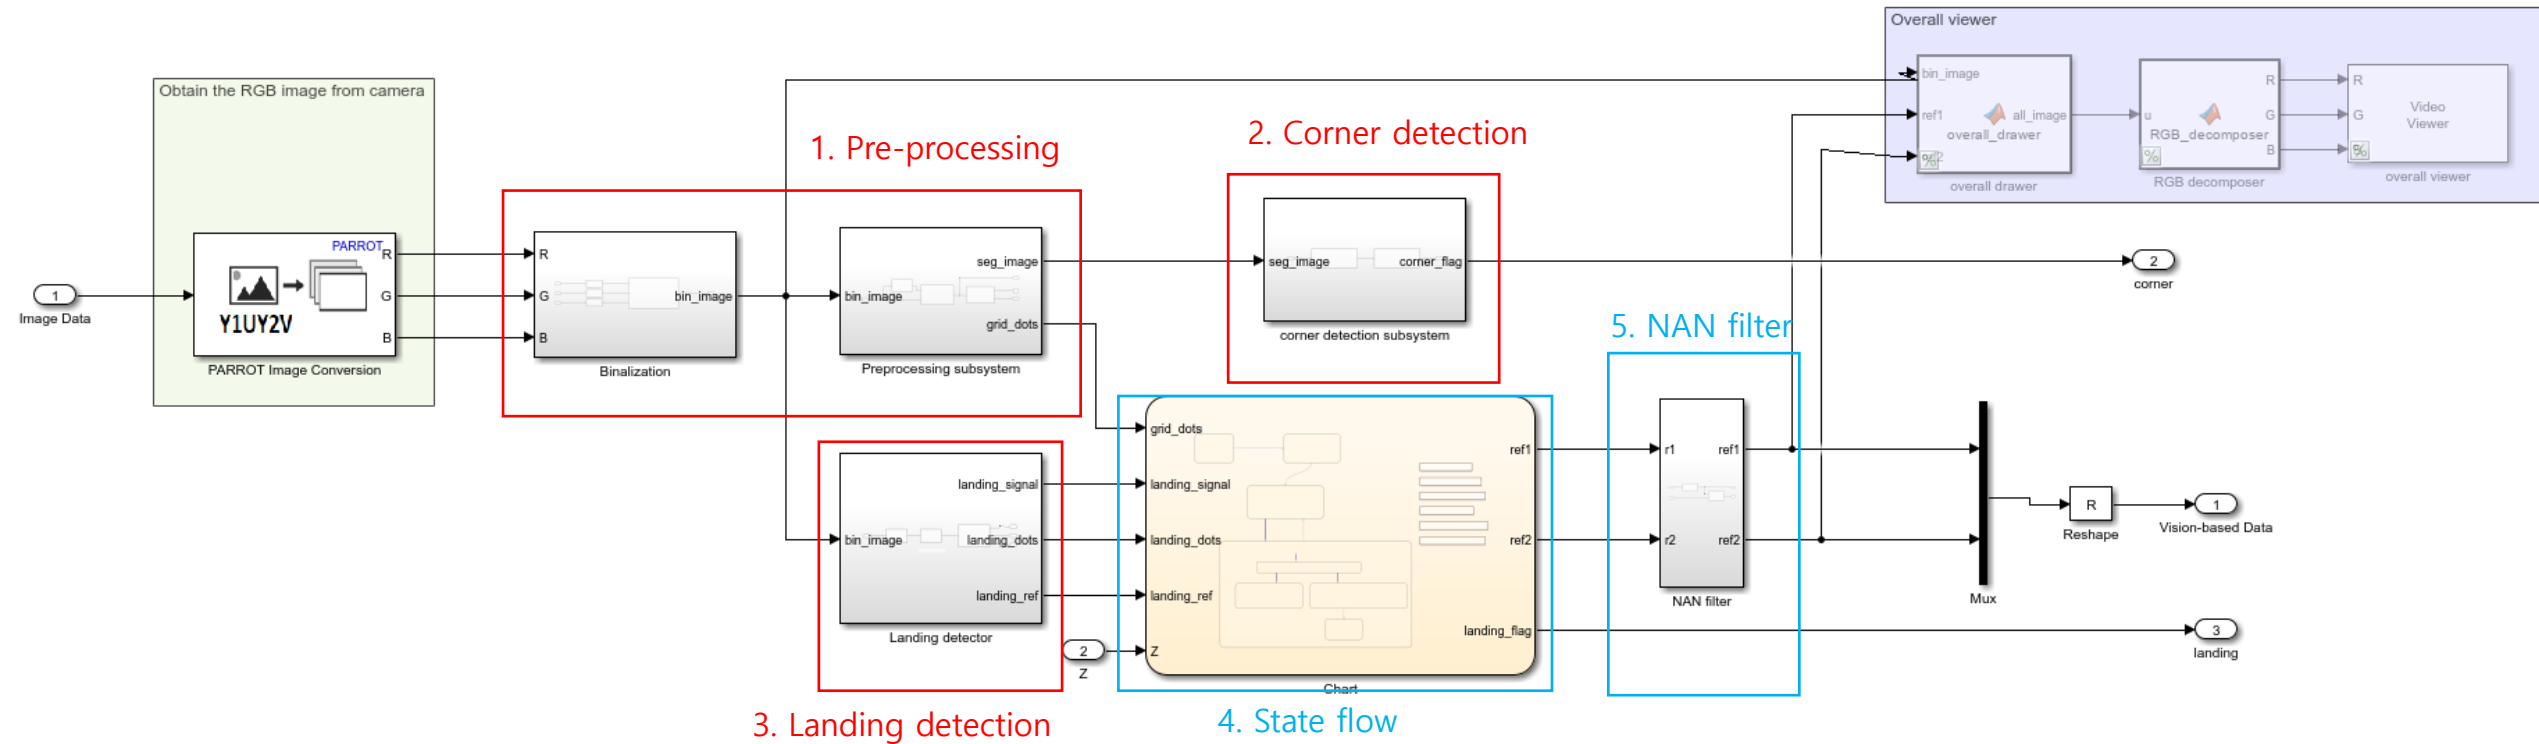 Overall viewer
bin_image
ref1
all_image
overall_drawer
overall drawer
u
R
G
B
RGB_decomposer
RGB decomposer
R
G
Video
Viewer
overall viewer
Obtain the RGB image from camera
1. Pre-processing
2. Corner detection
1
Image Data
PARROT
R
G
B
Y1UY2V
PARROT Image Conversion
R
G
B
bin_image
Binalization
bin_image
seg_image
grid_dots
Preprocessing subsystem
seg_image
corner_flag
corner detection subsystem
2
corner
5. NAN filter
bin_image
landing_signal
landing_dots
landing_ref
Landing detector
2
Z
grid_dots
landing_signal
landing_dots
landing_ref
Z
ref1
ref2
landing_flag
Chart
r1
r2
ref1
ref2
NAN filter
Mux
R
Reshape
1
Vision-based Data
3
landing
3. Landing detection
4. State flow